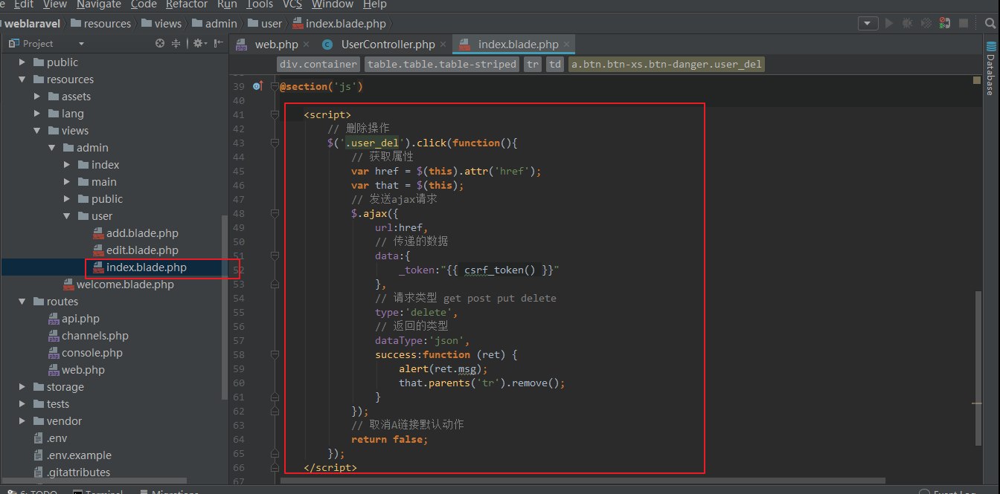 Edit View Navigate Code Refactor Run Tools VCS Window Help
weblaravel resources views admin user index.blade.php
Project
web.php UserController.php index.blade.php
div.container table.table.table-striped tr td a.btn.btn-xs.btn-danger.user_del
public
resources
assets
lang
views
admin
index
main
public
user
add.blade.php
edit.blade.php
index.blade.php
welcome.blade.php
routes
api.php
channels.php
console.php
web.php
storage
tests
vendor
.env
.env.example
.gitattributes
39 @section('js')
40
41 <script>
42 // 删除操作
43 $('.user_del').click(function(){
44 // 获取属性
45 var href = $(this).attr('href');
46 var that = $(this);
47 // 发送ajax请求
48 $.ajax({
49 url:href,
50 // 传递的数据
51 data:{
52 _token:"{{ csrf_token() }}"
53 },
54 // 请求类型 get post put delete
55 type:'delete',
56 // 返回的类型
57 dataType:'json',
58 success:function (ret) {
59 alert(ret.msg);
60 that.parents('tr').remove();
61 }
62 });
63 // 取消A链接默认动作
64 return false;
65 });
66 </script>
67
Database
6: TODO Terminal Migrations Event Log